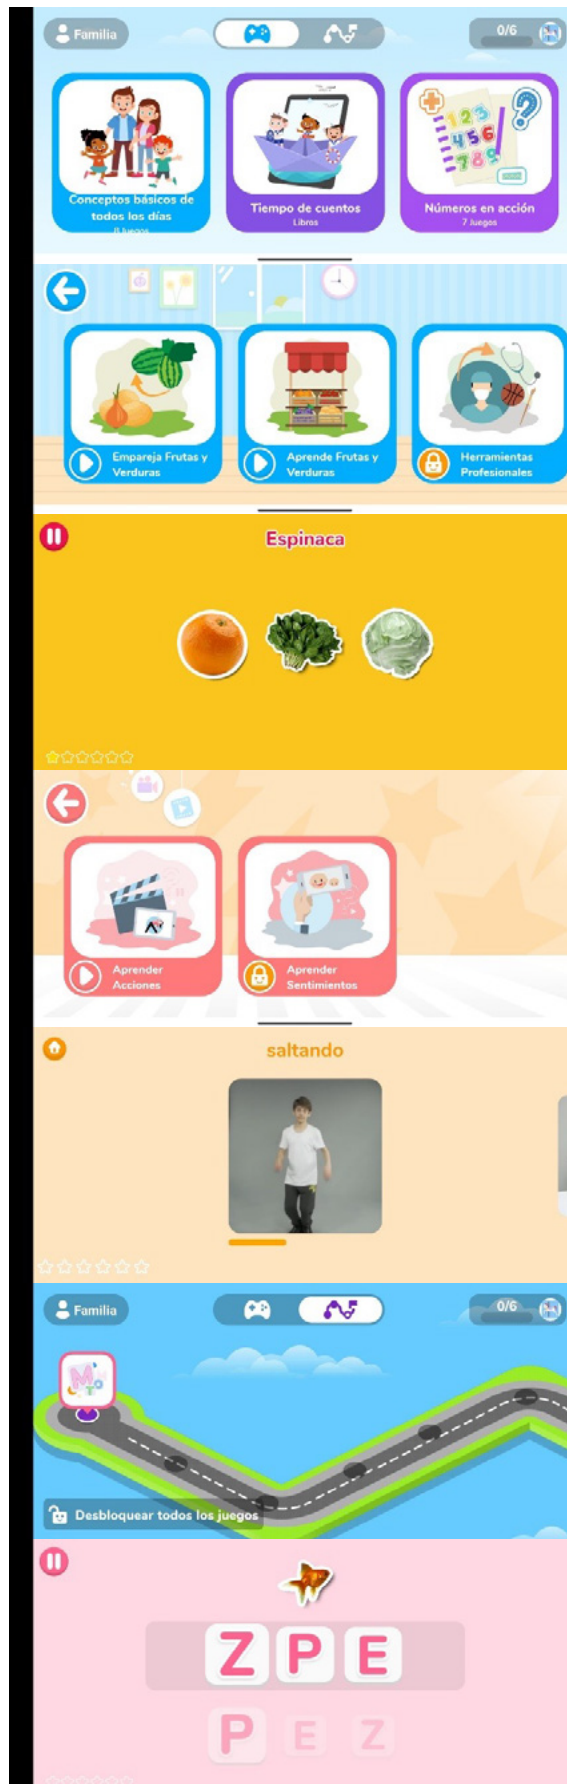 Familia
0/6
Conceptos básicos de
todos los días
8 Juegos
Tiempo de cuentos
Libros
Números en acción
7 Juegos
Empareja Frutas y
Verduras
Aprende Frutas y
Verduras
Herramientas
Profesionales
Espinaca
Aprender
Acciones
Aprender
Sentimientos
saltando
Familia
0/6
Desbloquear todos los juegos
Z P E
P E Z